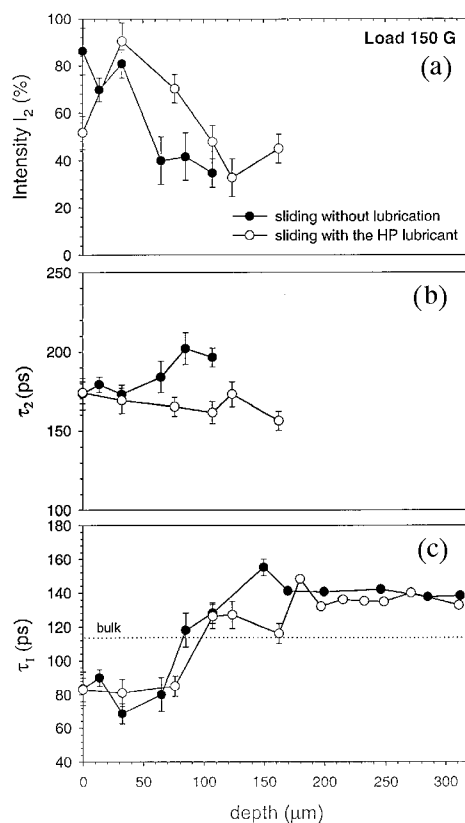 Load 150 G
(a)
Intensity I2 (%)
100
80
60
40
20
0
sliding without lubrication
sliding with the HP lubricant
(b)
τ2 (ps)
250
200
150
100
(c)
τ1 (ps)
180
160
140
120
100
80
60
40
bulk
0 50 100 150 200 250 300
depth (μm)